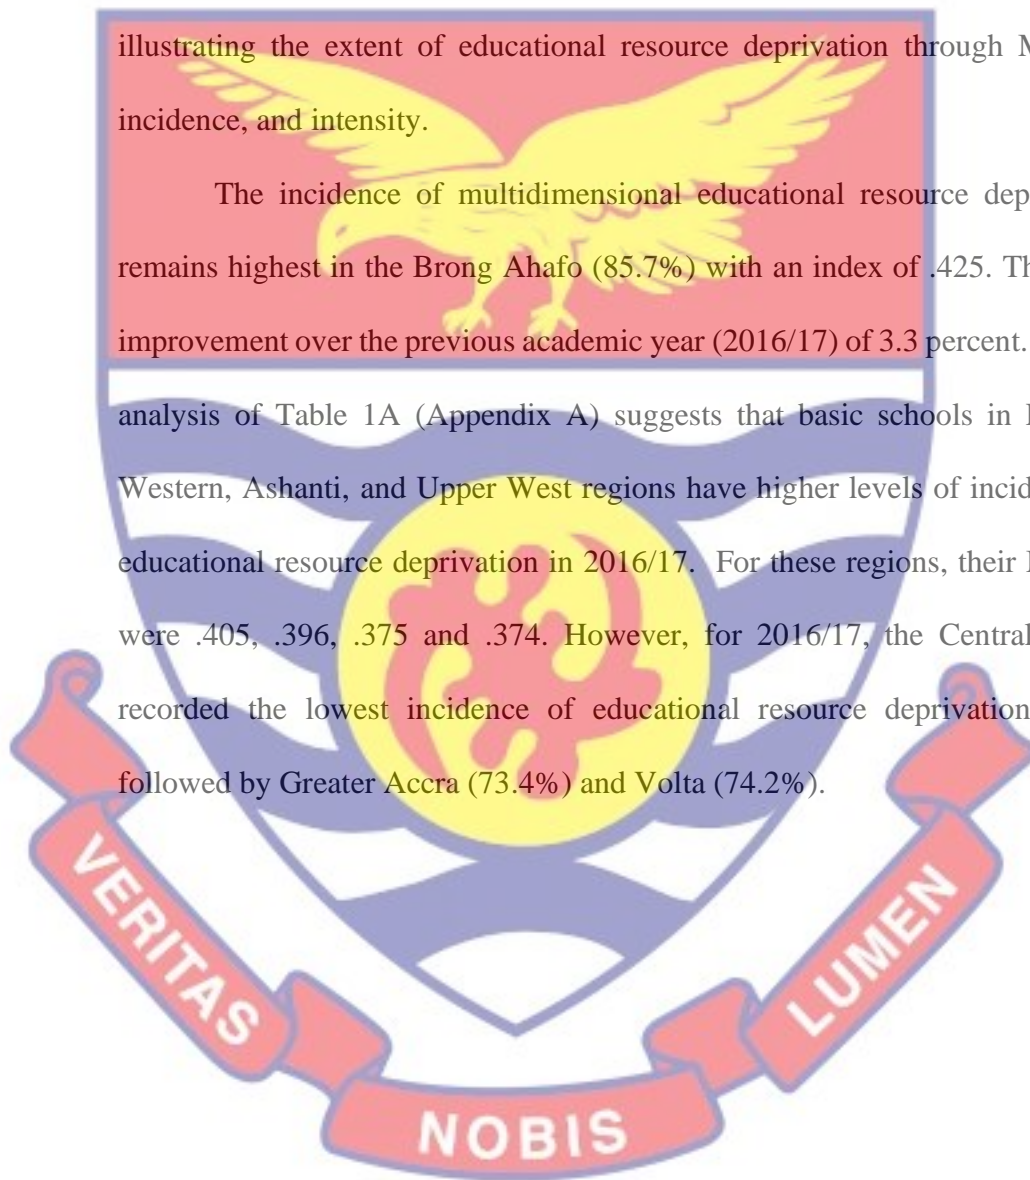 illustrating the extent of educational resource deprivation through
incidence, and intensity.
The incidence of multidimensional educational resource
remains highest in the Brong Ahafo (85.7%) with an index of .425.
improvement over the previous academic year (2016/17) of 3.3 percent.
analysis of Table 1A (Appendix A) suggests that basic schools in
Western, Ashanti, and Upper West regions have higher levels of
educational resource deprivation in 2016/17. For these regions, their
were .405, .396, .375 and .374. However, for 2016/17, the Central
recorded the lowest incidence of educational resource deprivation
followed by Greater Accra (73.4%) and Volta (74.2%).
VERITAS
NOBIS
LUMEN